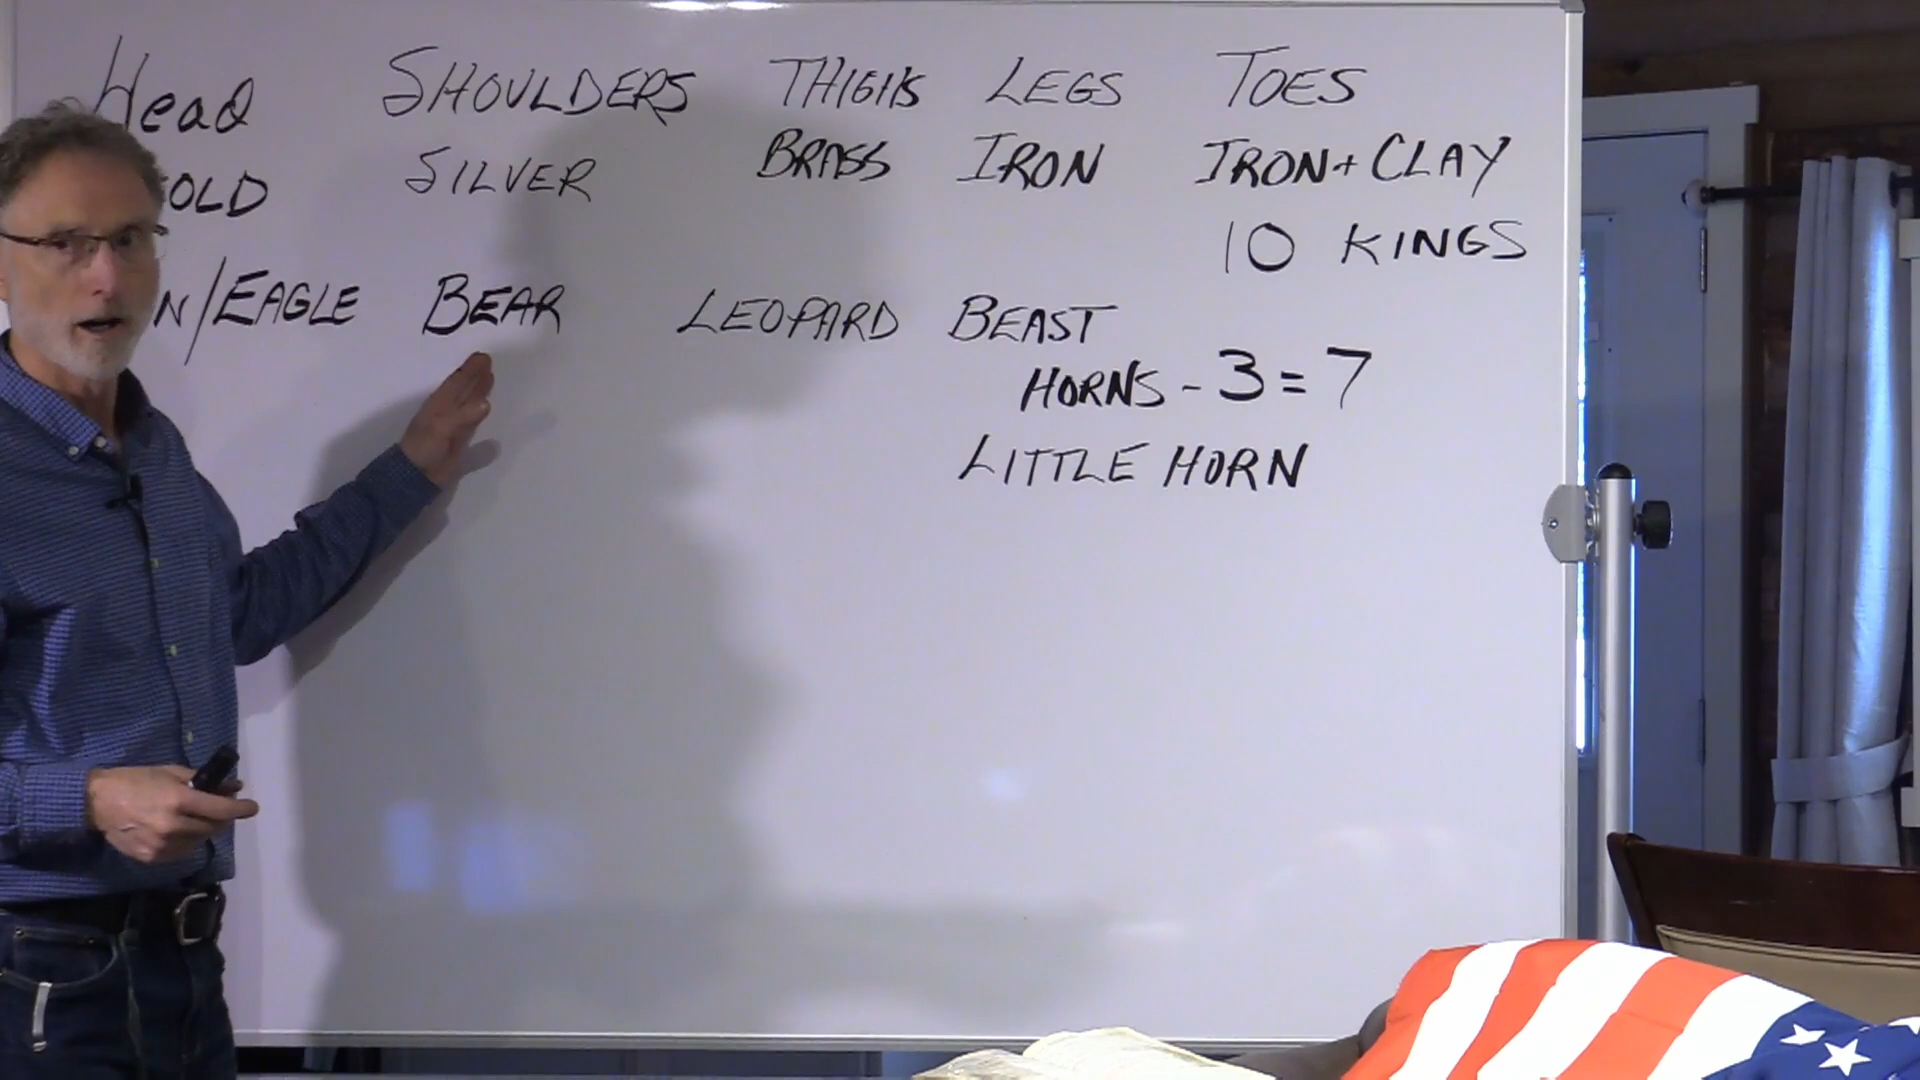 Head SHOULDERS THIGHS LEGS TOES
OLD SILVER BRASS IRON IRON+CLAY
10 KINGS
N/EAGLE BEAR LEOPARD BEAST
HORNS - 3 = 7
LITTLE HORN